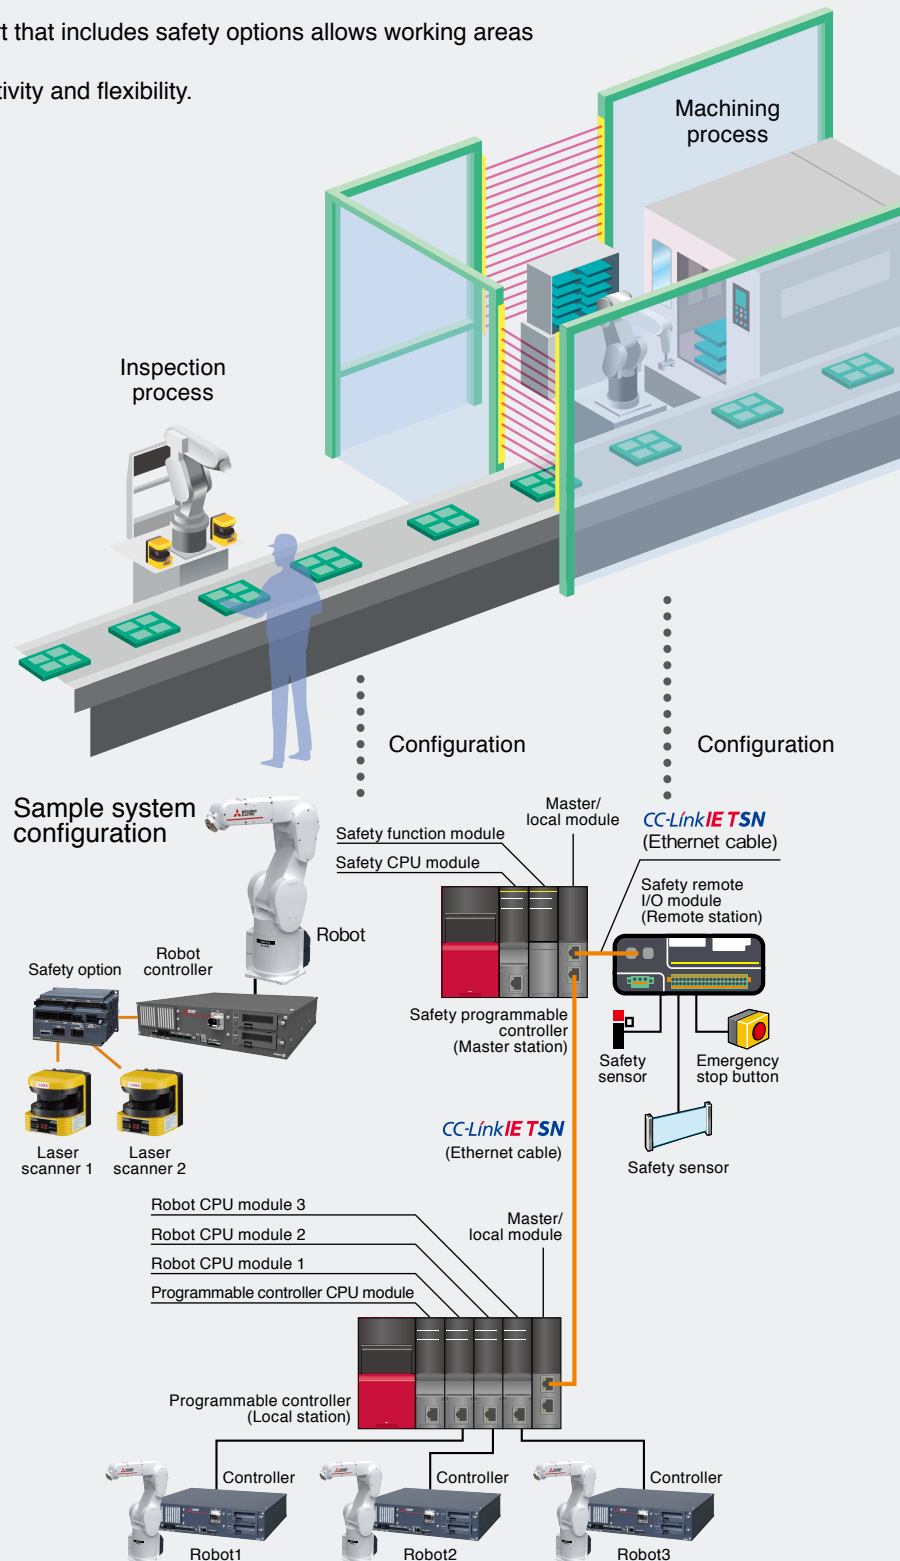 t that includes safety options allows working areas
tivity and flexibility.
Machining
process
Inspection
process
Configuration
Configuration
Sample system
configuration
Master/
local module
CC-Link IE TSN
(Ethernet cable)
Safety function module
Safety CPU module
Safety remote
I/O module
(Remote station)
Robot
Robot
controller
Safety option
MITSUBISHI
ELECTRIC
Safety programmable
controller
(Master station)
Safety
sensor
Emergency
stop button
Laser
scanner 1
Laser
scanner 2
CC-Link IE TSN
(Ethernet cable)
Safety sensor
Robot CPU module 3
Robot CPU module 2
Robot CPU module 1
Programmable controller CPU module
Master/
local module
Programmable controller
(Local station)
Controller
Controller
Controller
Robot1
Robot2
Robot3